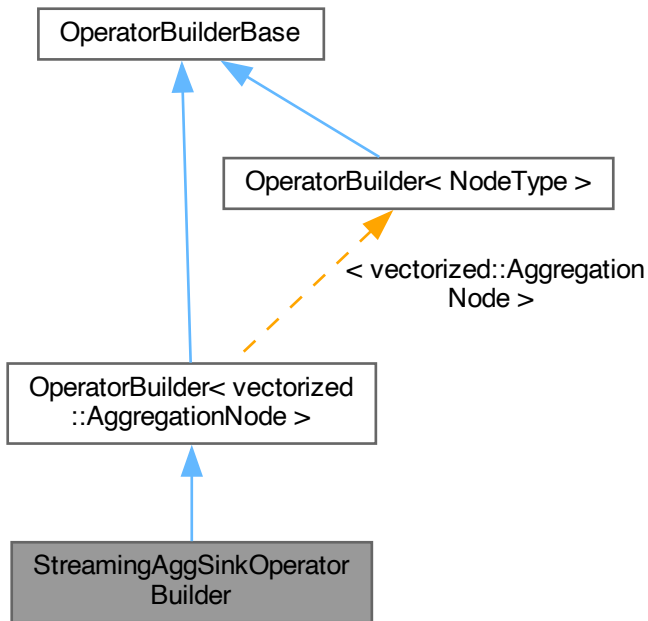 OperatorBuilderBase
OperatorBuilder< NodeType >
< vectorized::Aggregation
Node >
OperatorBuilder< vectorized
::AggregationNode >
StreamingAggSinkOperator
Builder